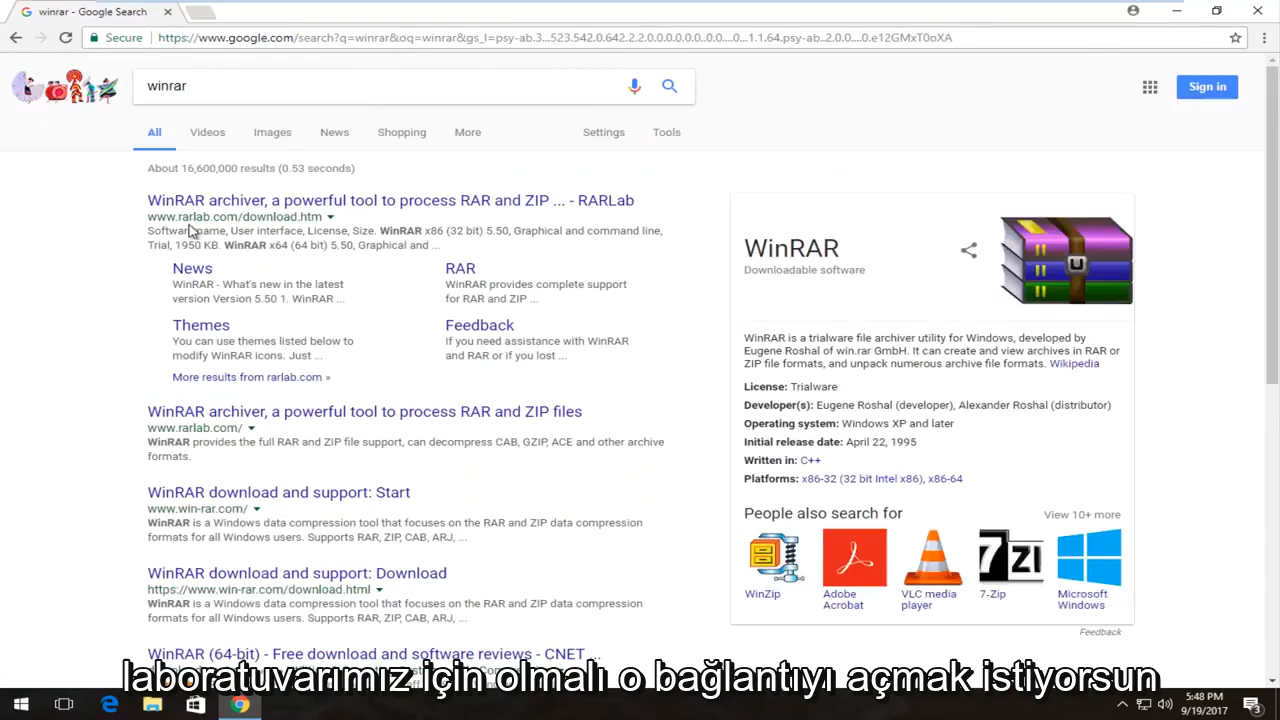 winrar - Google Search
Secure
https://www.google.com/search?q=winrar&oq=winrar&gs_l=psy-ab.3...523.542.0.642.2.2.0.0.0.0.0.0..0....0...1.1.64.psy-ab..2.0.0....0.e12GMxT0oXA
winrar
Sign in
All
Videos
Images
News
Shopping
More
Settings
Tools
About 16,600,000 results (0.53 seconds)
WinRAR archiver, a powerful tool to process RAR and ZIP ... - RARLab
www.rarlab.com/download.htm
Software name, User interface, License, Size. WinRAR x86 (32 bit) 5.50, Graphical and command line,
Trial, 1950 KB. WinRAR x64 (64 bit) 5.50, Graphical and ...
News
WinRAR - What's new in the latest
version Version 5.50 1. WinRAR ...
RAR
WinRAR provides complete support
for RAR and ZIP ...
Themes
You can use themes listed below to
modify WinRAR icons. Just ...
Feedback
If you need assistance with WinRAR
and RAR or if you lost ...
More results from rarlab.com »
WinRAR archiver, a powerful tool to process RAR and ZIP files
www.rarlab.com/
WinRAR provides the full RAR and ZIP file support, can decompress CAB, GZIP, ACE and other archive
formats.
WinRAR download and support: Start
www.win-rar.com/
WinRAR is a Windows data compression tool that focuses on the RAR and ZIP data compression
formats for all Windows users. Supports RAR, ZIP, CAB, ARJ, ...
WinRAR download and support: Download
https://www.win-rar.com/download.html
WinRAR is a Windows data compression tool that focuses on the RAR and ZIP data compression
formats for all Windows users. Supports RAR, ZIP, CAB, ARJ, ...
WinRAR (64-bit) - Free download and software reviews - CNET ...
WinRAR
Downloadable software
WinRAR is a trialware file archiver utility for Windows, developed by
Eugene Roshal of win.rar GmbH. It can create and view archives in RAR or
ZIP file formats, and unpack numerous archive file formats. Wikipedia
License: Trialware
Developer(s): Eugene Roshal (developer), Alexander Roshal (distributor)
Operating system: Windows XP and later
Initial release date: April 22, 1995
Written in: C++
Platforms: x86-32 (32 bit Intel x86), x86-64
People also search for
View 10+ more
7ZI
WinZip
Adobe
Acrobat
VLC media
player
7-Zip
Microsoft
Windows
Feedback
laboratuvarımız için olmalı o bağlantıyı açmak istiyorsun
5:48 PM
9/19/2017
3